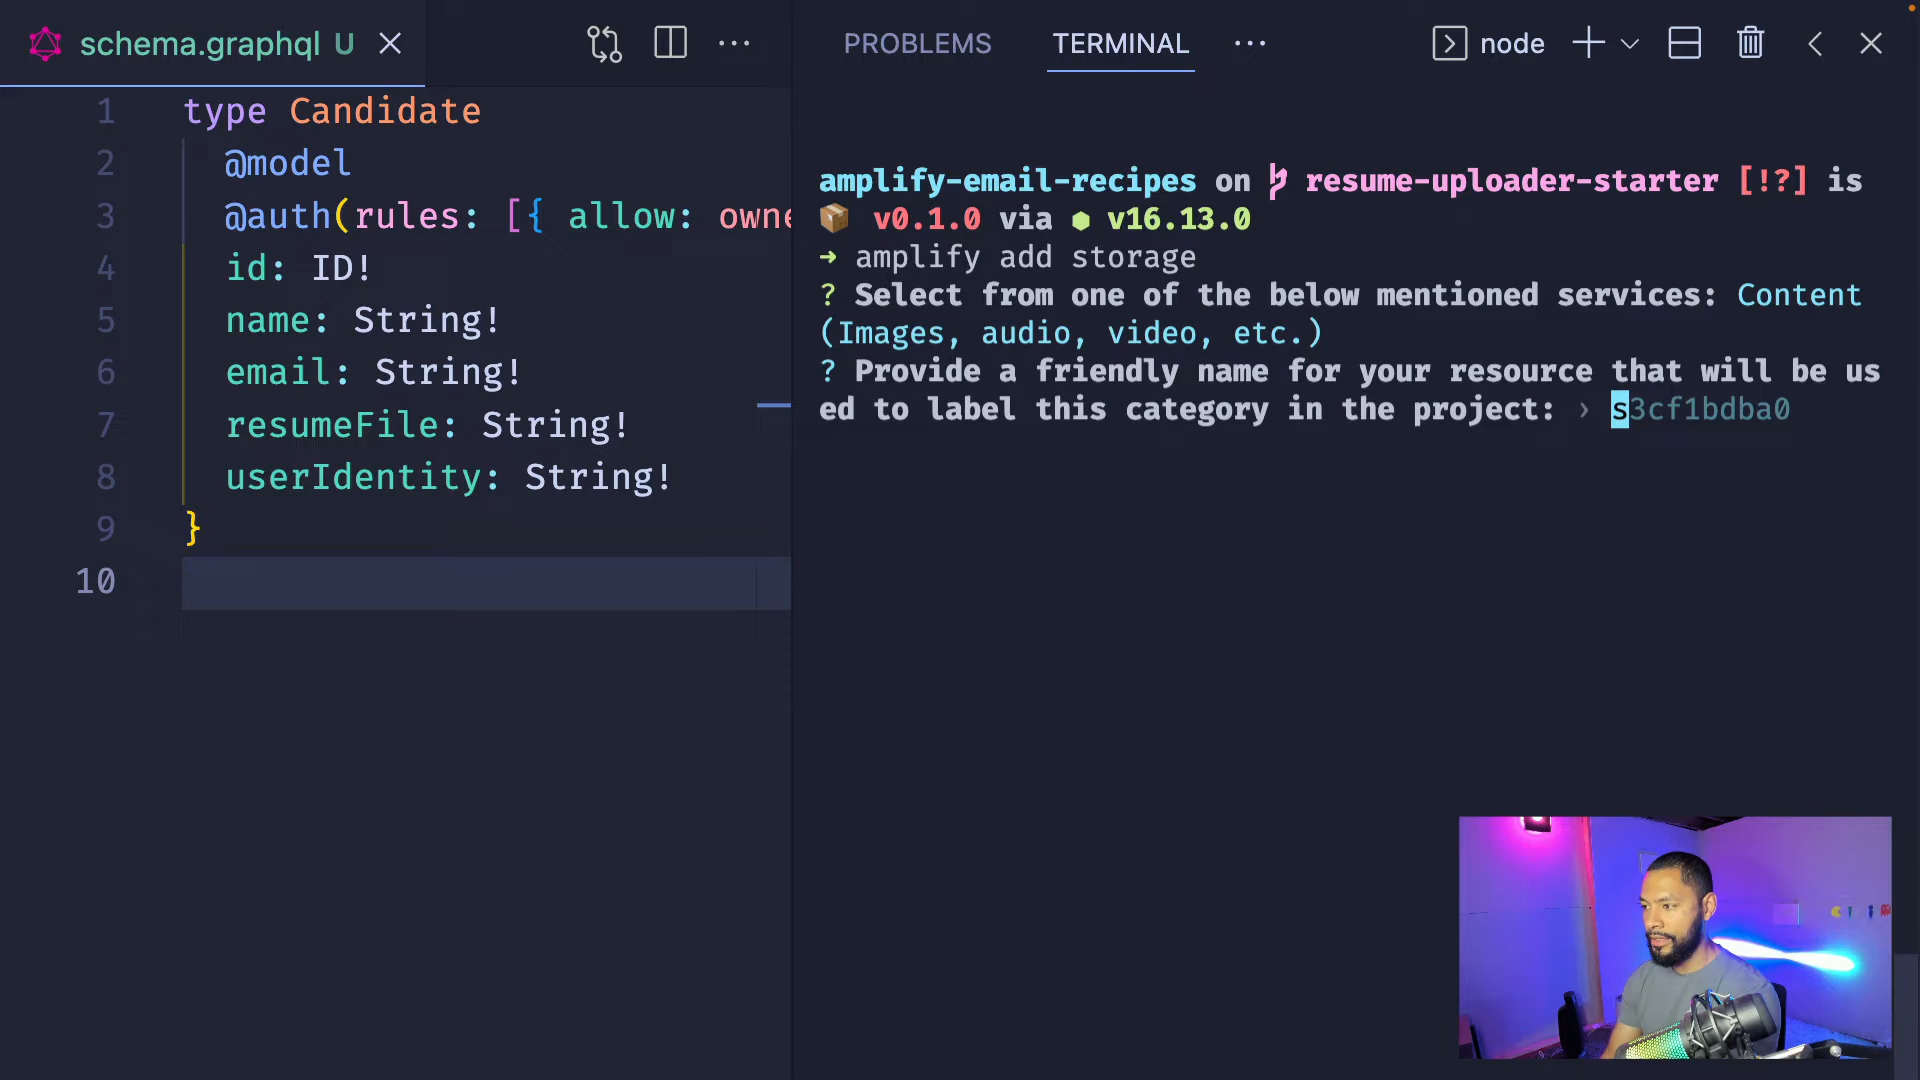 schema.graphql U
PROBLEMS
TERMINAL
node
1 type Candidate
2 @model
3 @auth(rules: [{ allow: owne
4 id: ID!
5 name: String!
6 email: String!
7 resumeFile: String!
8 userIdentity: String!
9 }
10
amplify-email-recipes on resume-uploader-starter [!?] is
v0.1.0 via v16.13.0
➜ amplify add storage
? Select from one of the below mentioned services: Content
(Images, audio, video, etc.)
? Provide a friendly name for your resource that will be us
ed to label this category in the project: › s3cf1bdba0